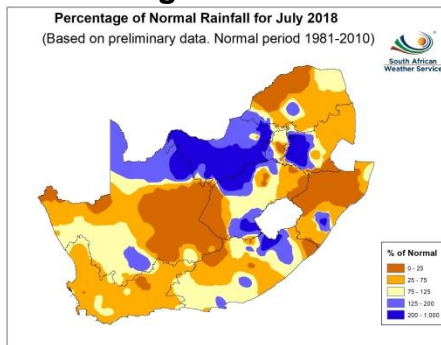 Percentage of Normal Rainfall for July 2018
(Based on preliminary data. Normal period 1981-2010)
South African
Weather Service
% of Normal
0 - 25
25 - 75
75 - 125
125 - 200
200 - 1,000